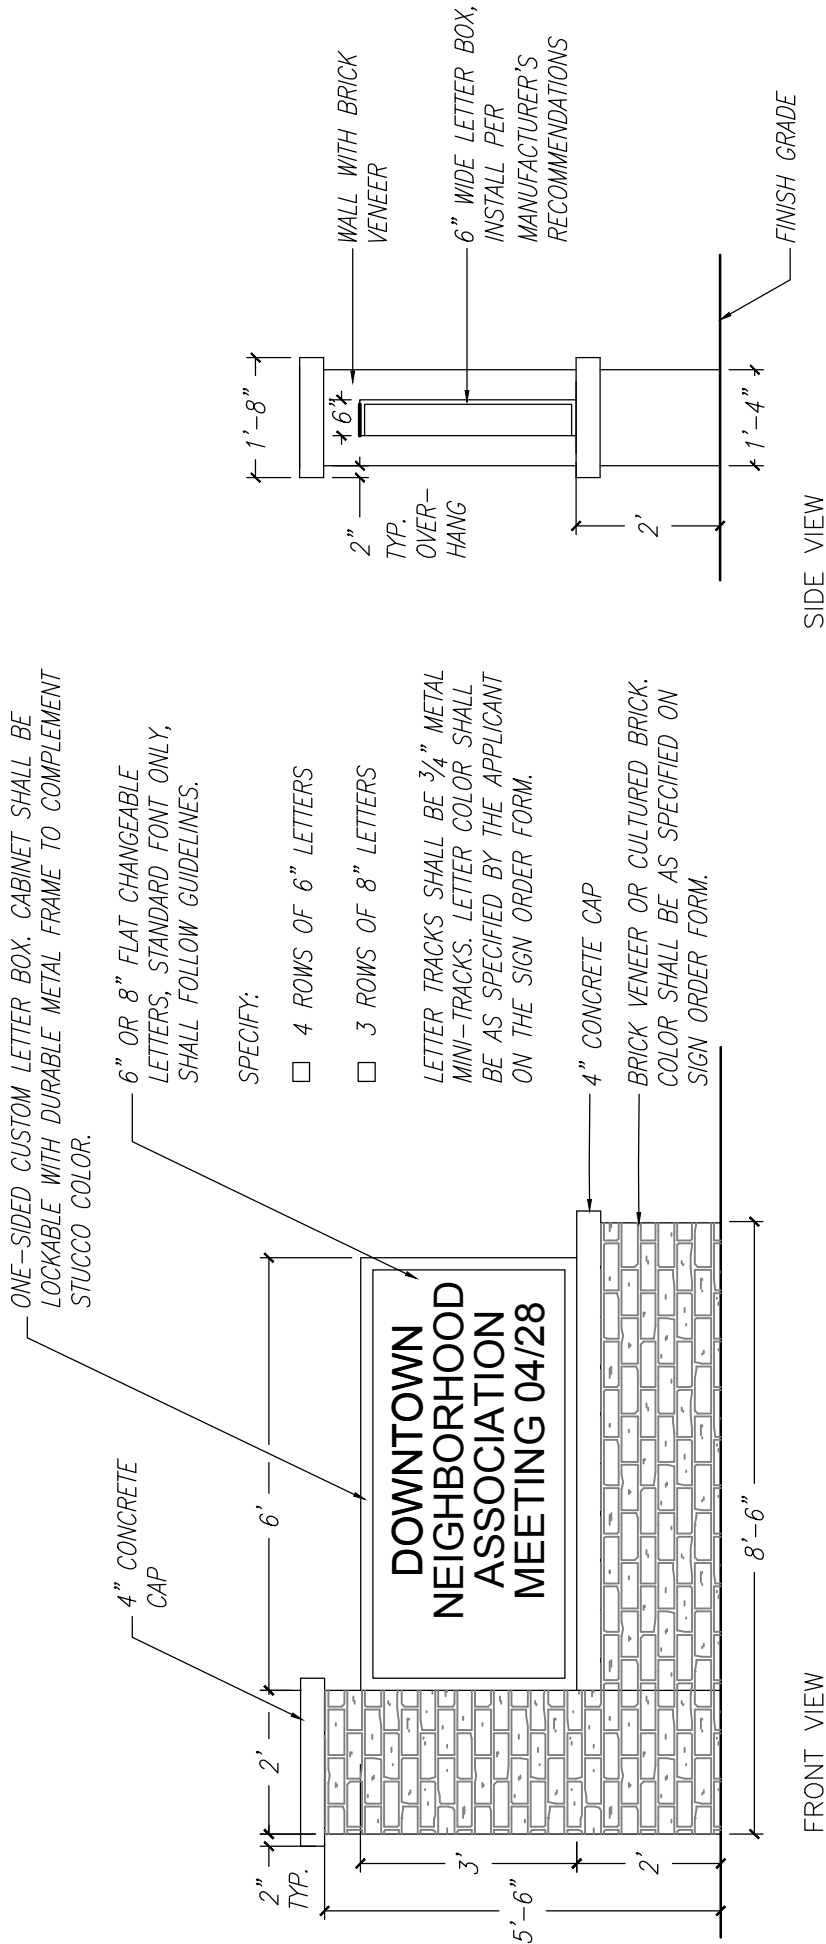 ONE-SIDED CUSTOM LETTER BOX. CABINET SHALL BE
LOCKABLE WITH DURABLE METAL FRAME TO COMPLEMENT
STUCCO COLOR.
4" CONCRETE
CAP
6" OR 8" FLAT CHANGEABLE
LETTERS, STANDARD FONT ONLY,
SHALL FOLLOW GUIDELINES.
SPECIFY:
□ 4 ROWS OF 6" LETTERS
□ 3 ROWS OF 8" LETTERS
LETTER TRACKS SHALL BE 3/4" METAL
MINI-TRACKS. LETTER COLOR SHALL
BE AS SPECIFIED BY THE APPLICANT
ON THE SIGN ORDER FORM.
4" CONCRETE CAP
BRICK VENEER OR CULTURED BRICK.
COLOR SHALL BE AS SPECIFIED ON
SIGN ORDER FORM.
2"
TYP.
2'
6'
DOWNTOWN
NEIGHBORHOOD
ASSOCIATION
MEETING 04/28
3'
2'
5'-6"
8'-6"
FRONT VIEW
1'-8"
6"
2"
TYP.
OVER-
HANG
WALL WITH BRICK
VENEER
6" WIDE LETTER BOX,
INSTALL PER
MANUFACTURER'S
RECOMMENDATIONS
2'
1'-4"
FINISH GRADE
SIDE VIEW